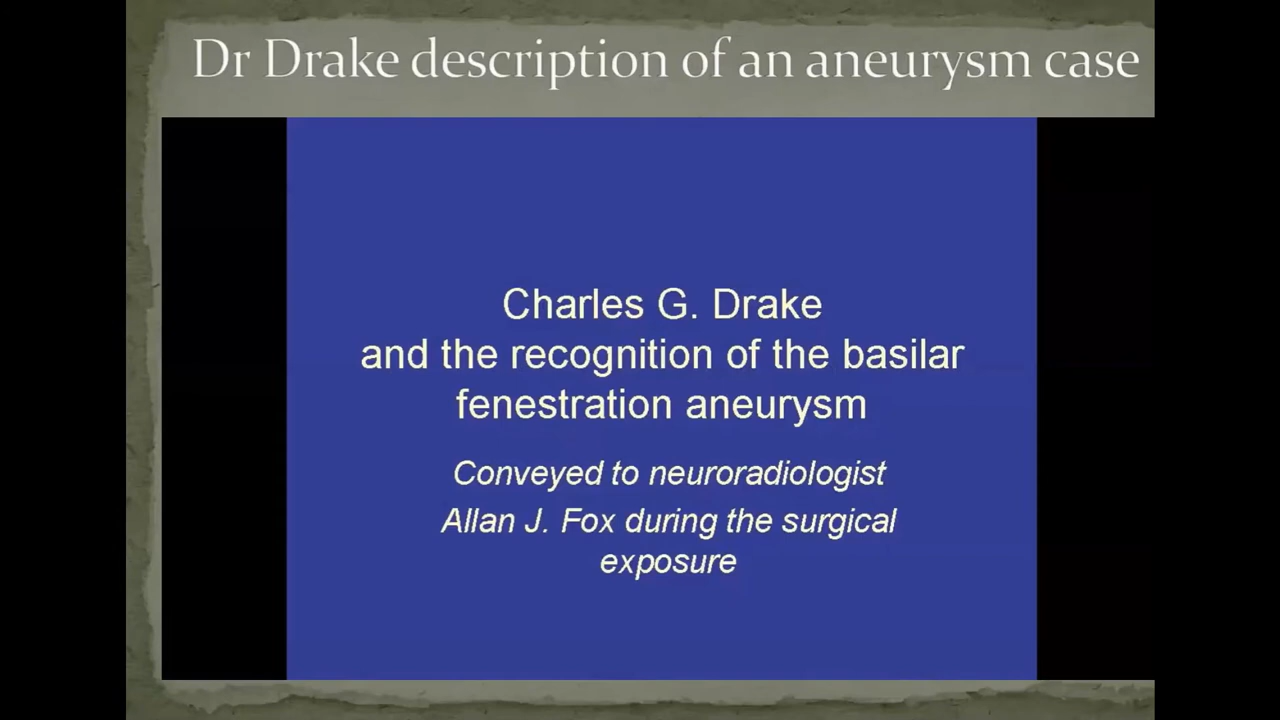 Dr Drake description of an aneurysm case
Charles G. Drake
and the recognition of the basilar
fenestration aneurysm
Conveyed to neuroradiologist
Allan J. Fox during the surgical
exposure